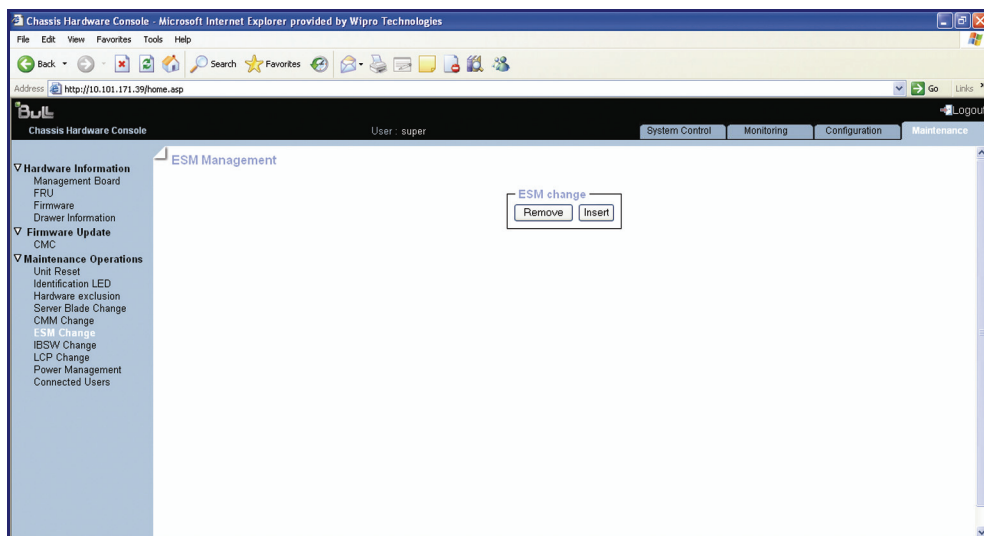 Chassis Hardware Console - Microsoft Internet Explorer provided by Wipro Technologies
File Edit View Favorites Tools Help
Back Search Favorites
Address http://10.101.171.39/home.asp Go Links
Bull Logout
Chassis Hardware Console User : super System Control Monitoring Configuration Maintenance
ESM Management
Hardware Information
Management Board
FRU
Firmware
Drawer Information
Firmware Update
CMC
Maintenance Operations
Unit Reset
Identification LED
Hardware exclusion
Server Blade Change
CMM Change
ESM Change
IBSW Change
LCP Change
Power Management
Connected Users
ESM change
Remove Insert